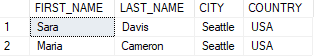 FIRST_NAME LAST_NAME CITY COUNTRY
1 Sara Davis Seattle USA
2 Maria Cameron Seattle USA